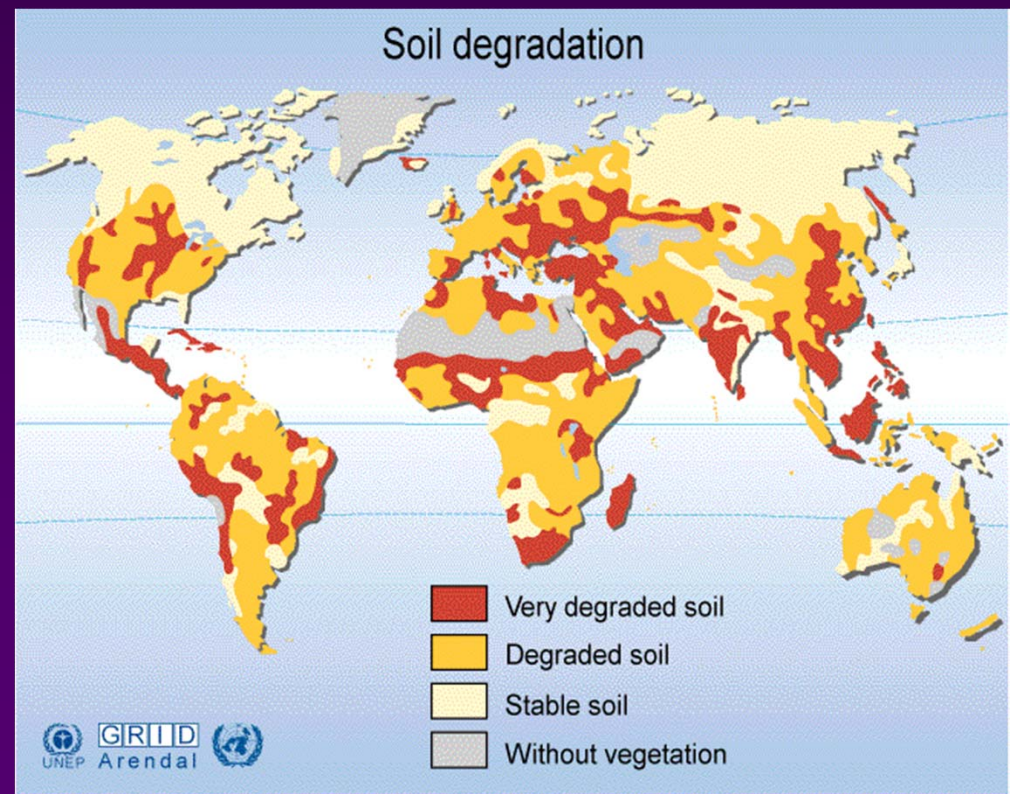 Soil degradation
Very degraded soil
Degraded soil
Stable soil
Without vegetation
UNEP
GRID
Arendal